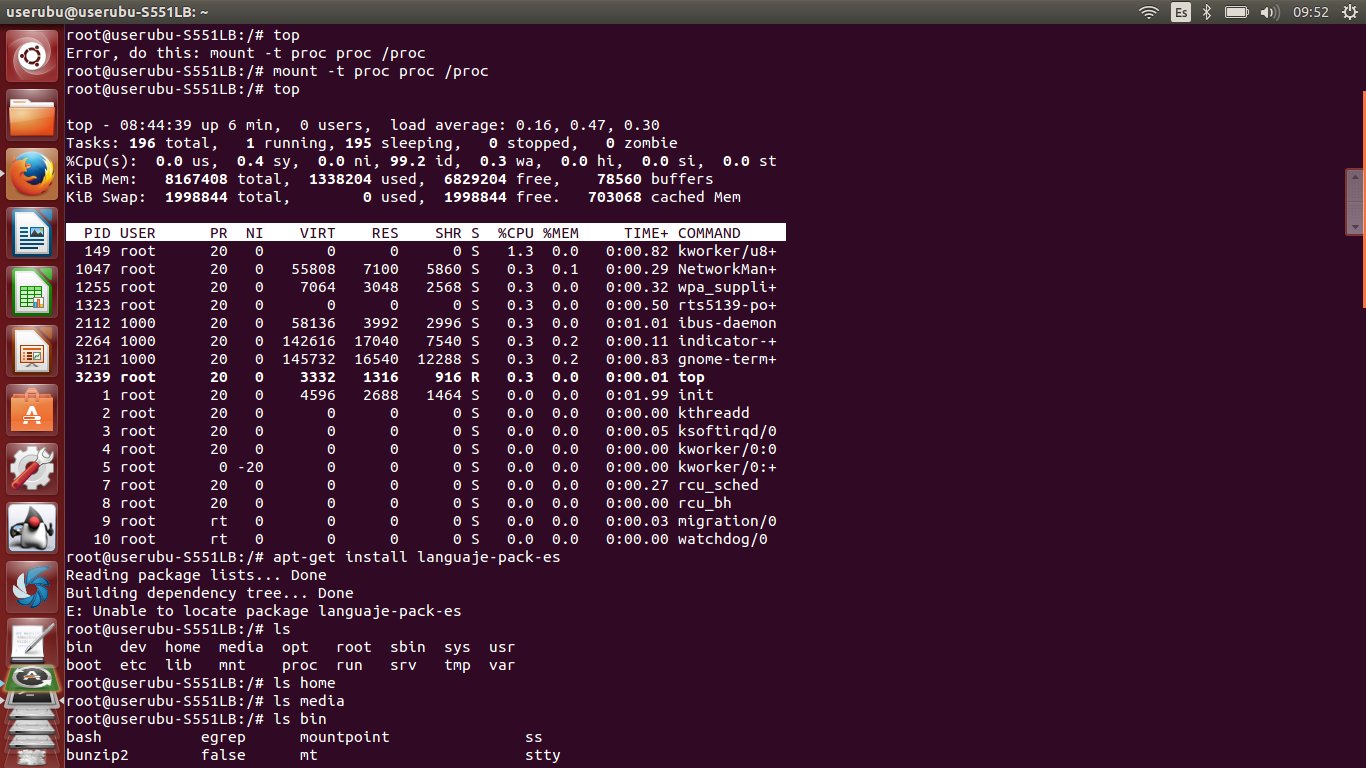 userubu@userubu-S551LB: ~
Es
09:52
root@userubu-S551LB:/# top
Error, do this: mount -t proc proc /proc
root@userubu-S551LB:/# mount -t proc proc /proc
root@userubu-S551LB:/# top
top - 08:44:39 up 6 min,  0 users,  load average: 0.16, 0.47, 0.30
Tasks: 196 total,   1 running, 195 sleeping,   0 stopped,   0 zombie
%Cpu(s):  0.0 us,  0.4 sy,  0.0 ni, 99.2 id,  0.3 wa,  0.0 hi,  0.0 si,  0.0 st
KiB Mem:   8167408 total,  1338204 used,  6829204 free,    78560 buffers
KiB Swap:  1998844 total,        0 used,  1998844 free.   703068 cached Mem
  PID USER      PR  NI    VIRT    RES    SHR S  %CPU %MEM     TIME+ COMMAND
  149 root      20   0       0      0      0 S   1.3  0.0   0:00.82 kworker/u8+
 1047 root      20   0   55808   7100   5860 S   0.3  0.1   0:00.29 NetworkMan+
 1255 root      20   0    7064   3048   2568 S   0.3  0.0   0:00.32 wpa_suppli+
 1323 root      20   0       0      0      0 S   0.3  0.0   0:00.50 rts5139-po+
 2112 1000      20   0   58136   3992   2996 S   0.3  0.0   0:01.01 ibus-daemon
 2264 1000      20   0  142616  17040   7540 S   0.3  0.2   0:00.11 indicator-+
 3121 1000      20   0  145732  16540  12288 S   0.3  0.2   0:00.83 gnome-term+
 3239 root      20   0    3332   1316    916 R   0.3  0.0   0:00.01 top
    1 root      20   0    4596   2688   1464 S   0.0  0.0   0:01.99 init
    2 root      20   0       0      0      0 S   0.0  0.0   0:00.00 kthreadd
    3 root      20   0       0      0      0 S   0.0  0.0   0:00.05 ksoftirqd/0
    4 root      20   0       0      0      0 S   0.0  0.0   0:00.00 kworker/0:0
    5 root       0 -20       0      0      0 S   0.0  0.0   0:00.00 kworker/0:+
    7 root      20   0       0      0      0 S   0.0  0.0   0:00.27 rcu_sched
    8 root      20   0       0      0      0 S   0.0  0.0   0:00.00 rcu_bh
    9 root      rt   0       0      0      0 S   0.0  0.0   0:00.03 migration/0
   10 root      rt   0       0      0      0 S   0.0  0.0   0:00.00 watchdog/0
root@userubu-S551LB:/# apt-get install languaje-pack-es
Reading package lists... Done
Building dependency tree... Done
E: Unable to locate package languaje-pack-es
root@userubu-S551LB:/# ls
bin   dev  home  media  opt   root  sbin  sys  usr
boot  etc  lib   mnt    proc  run   srv   tmp  var
root@userubu-S551LB:/# ls home
root@userubu-S551LB:/# ls media
root@userubu-S551LB:/# ls bin
bash           egrep      mountpoint               ss
bunzip2        false      mt                       stty